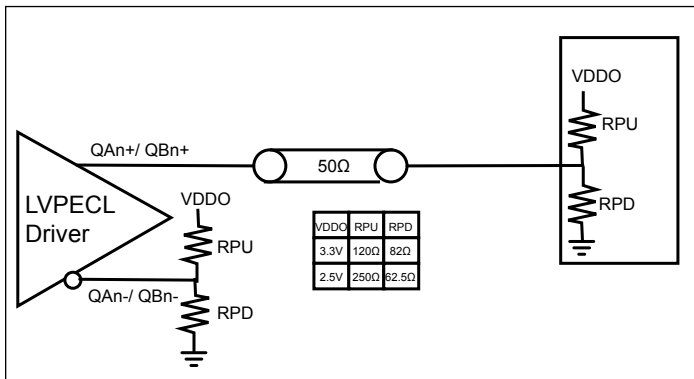 VDDO
RPU
RPD
QAn+/ QBn+
50Ω
LVPECL
Driver
VDDO
RPU
QAn-/ QBn-
RPD
VDDO RPU RPD
3.3V 120Ω 82Ω
2.5V 250Ω 62.5Ω